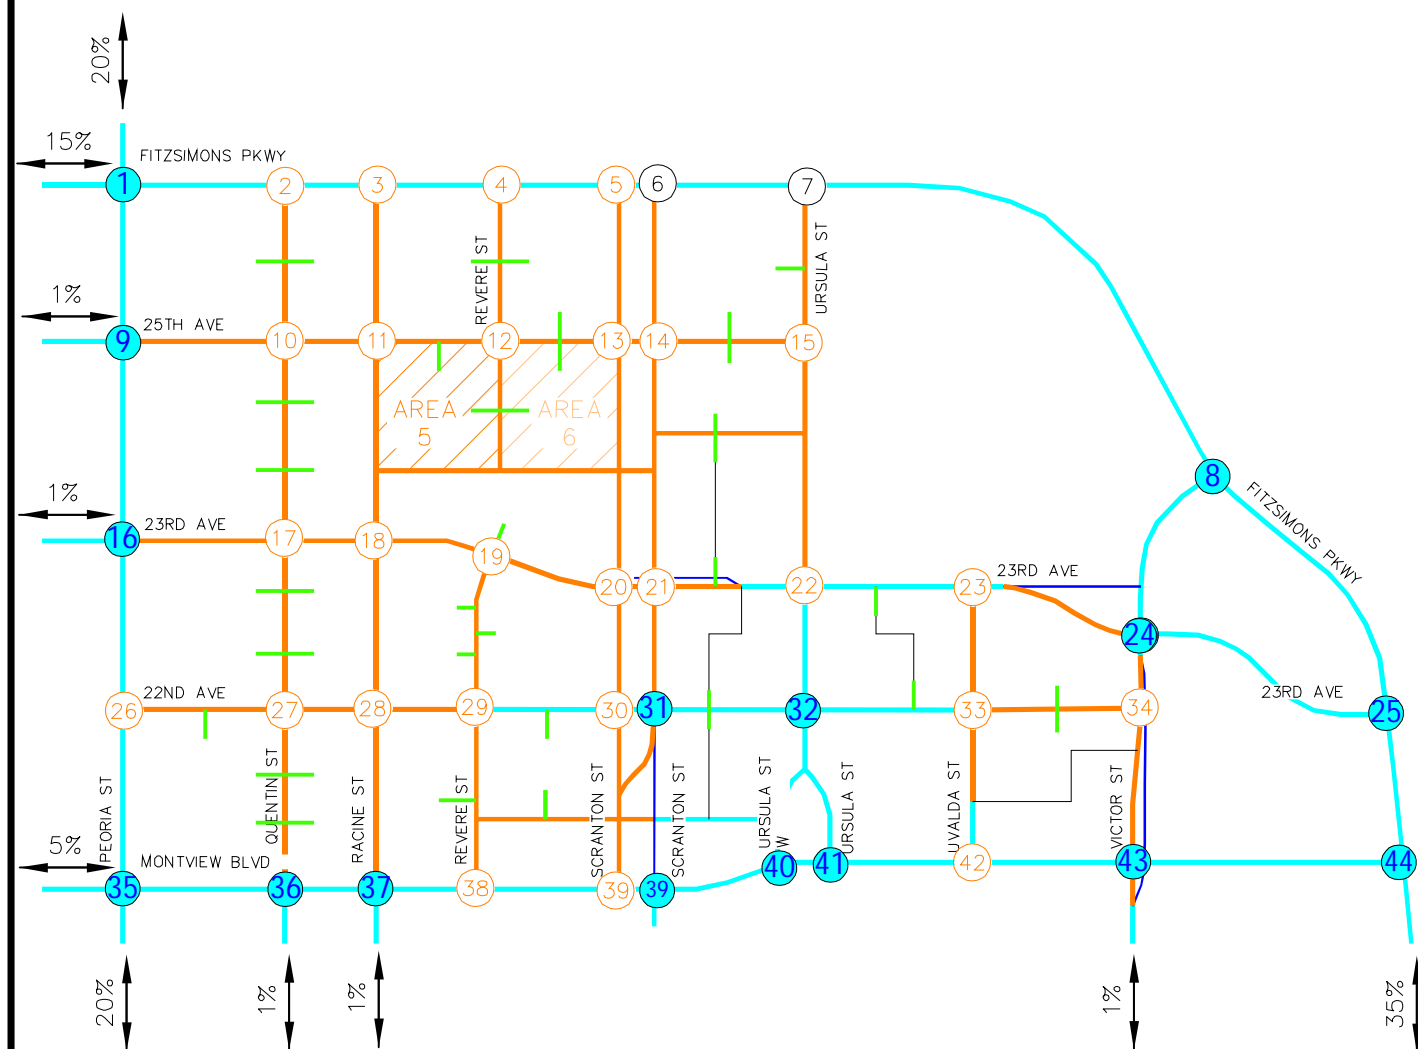 20%
15%
FITZSIMONS PKWY
1
2
3
4
5
6
7
REVERE ST
URSULA ST
1%
25TH AVE
9
10
11
12
13
14
15
AREA
5
AREA
6
8
FITZSIMONS PKWY
1%
23RD AVE
16
17
18
19
20
21
22
23
23RD AVE
24
22ND AVE
26
27
28
29
30
31
32
33
34
23RD AVE
25
PEORIA ST
QUENTIN ST
RACINE ST
REVERE ST
SCRANTON ST
SCRANTON ST
URSULA ST
W
URSULA ST
UVALDA ST
VICTOR ST
5%
MONTVIEW BLVD
35
36
37
38
39
39
40
41
42
43
44
20%
1%
1%
1%
35%